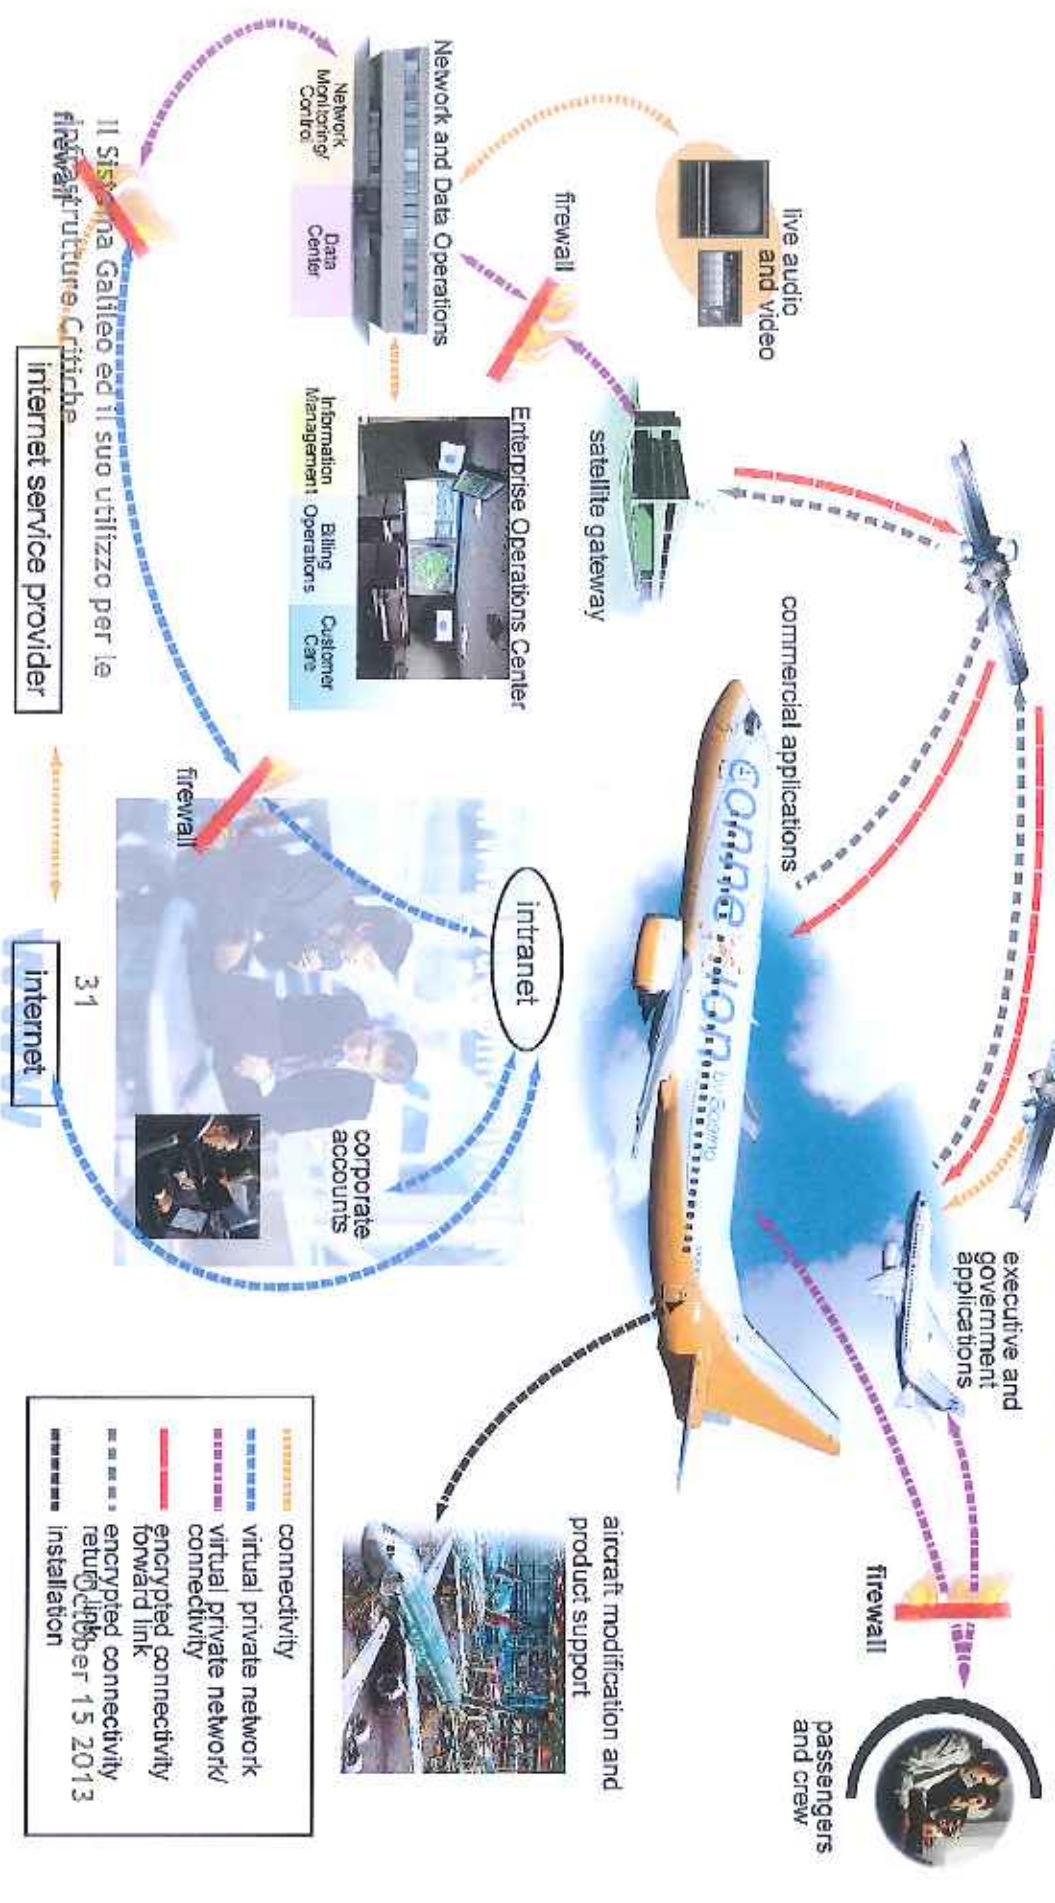 live audio
and video
firewall
satellite gateway
commercial applications
executive and
government
applications
firewall
passengers
and crew
Network and Data Operations
Network
Monitoring/
Control
Data
Center
Enterprise Operations Center
Information
Management
Billing
Operations
Customer
Care
by Boeing
intranet
aircraft modification and
product support
corporate
accounts
firewall
firewall
Il Sistema Galileo ed il suo utilizzo per le
infrastrutture Critiche
internet service provider
31
internet
connectivity
virtual private network
virtual private network/
connectivity
encrypted connectivity
forward link
encrypted connectivity
return link
installation
October 15 2013